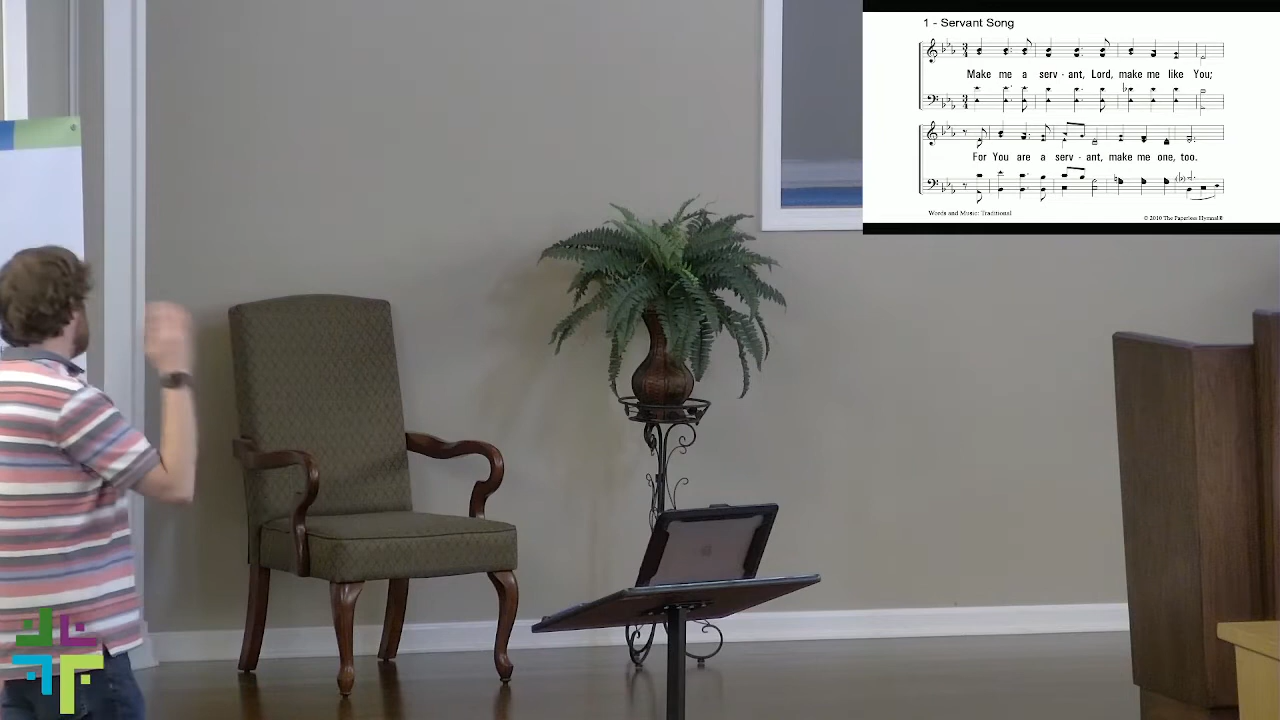 1 - Servant Song
Make me a serv - ant, Lord, make me like You;
For You are a serv - ant, make me one, too.
Words and Music: Traditional
© 2010 The Paperless Hymnal®